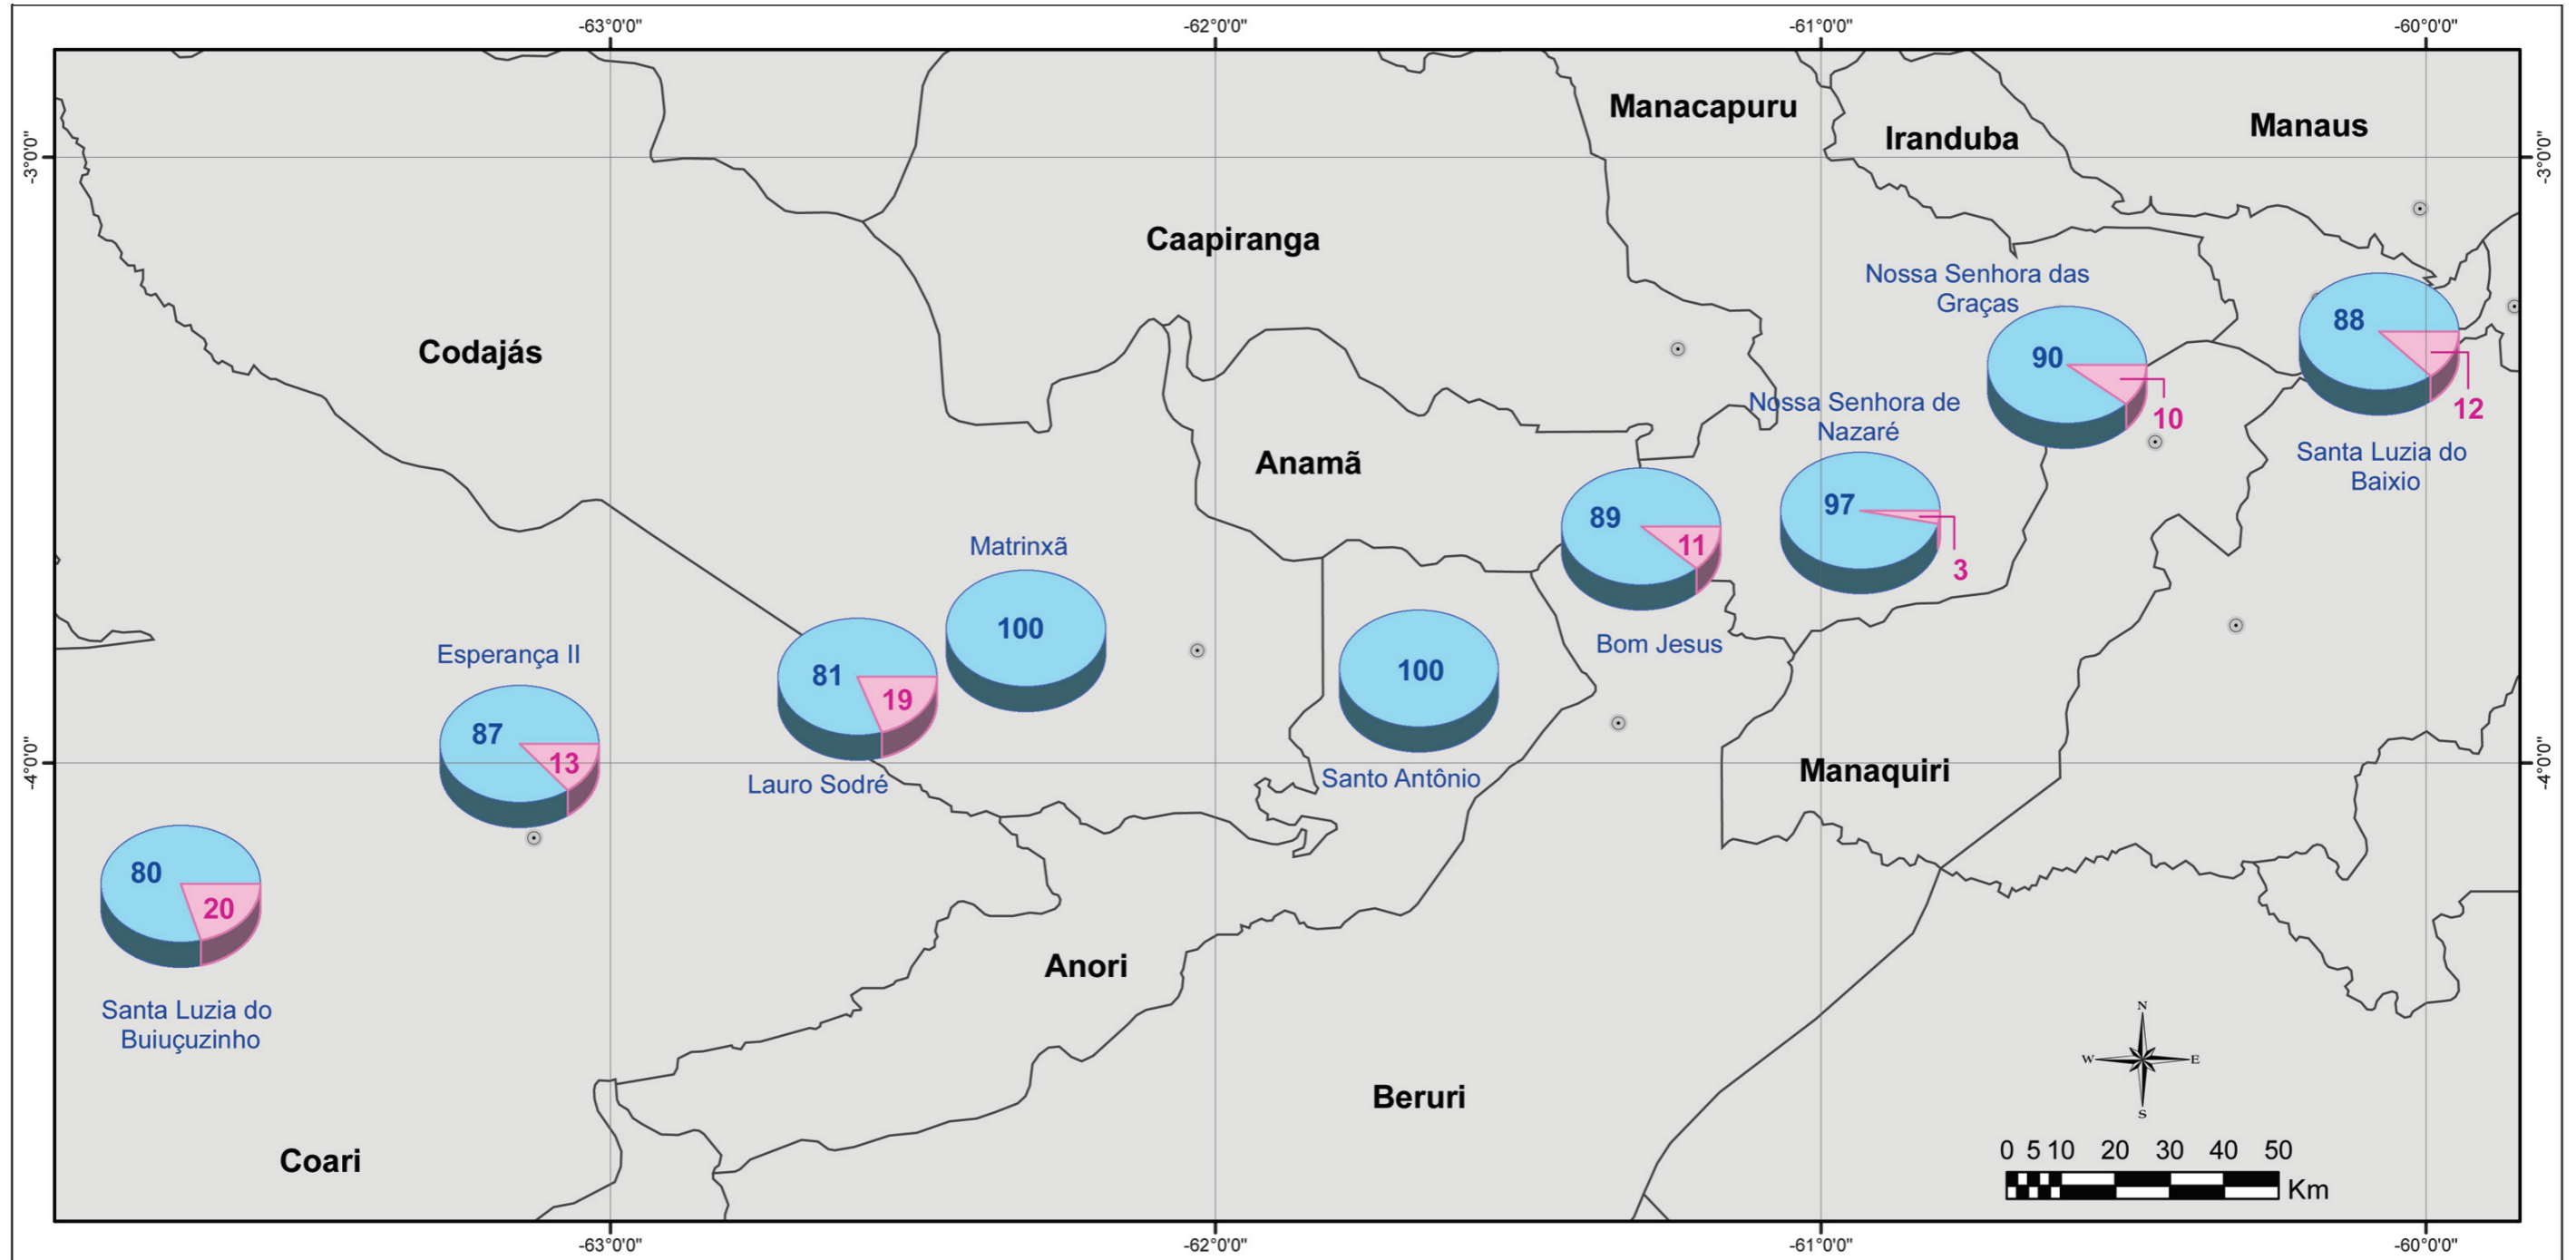 -63°0'0"
-62°0'0"
-61°0'0"
-60°0'0"
-3°0'0"
-3°0'0"
Manacapuru
Iranduba
Manaus
Caapiranga
Nossa Senhora das
Graças
88
12
Codajás
90
10
Nossa Senhora de
Nazaré
Santa Luzia do
Baixio
Anamã
89
11
97
3
Matrinxã
100
Bom Jesus
Esperança II
81
19
100
87
13
Lauro Sodré
Santo Antônio
Manaquiri
-4°0'0"
-4°0'0"
80
20
Anori
Santa Luzia do
Buiuçuzinho
N
W
E
S
Beruri
Coari
0 5 10 20 30 40 50
Km
-63°0'0"
-62°0'0"
-61°0'0"
-60°0'0"